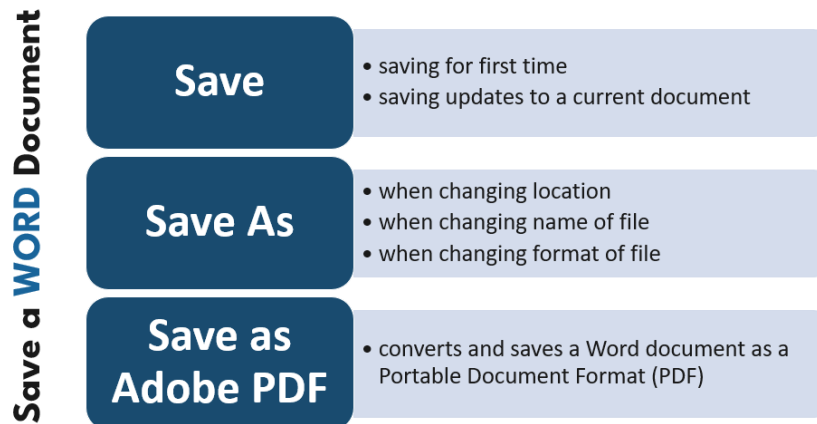 Save a WORD Document
Save
• saving for first time
• saving updates to a current document
Save As
• when changing location
• when changing name of file
• when changing format of file
Save as
Adobe PDF
• converts and saves a Word document as a
Portable Document Format (PDF)